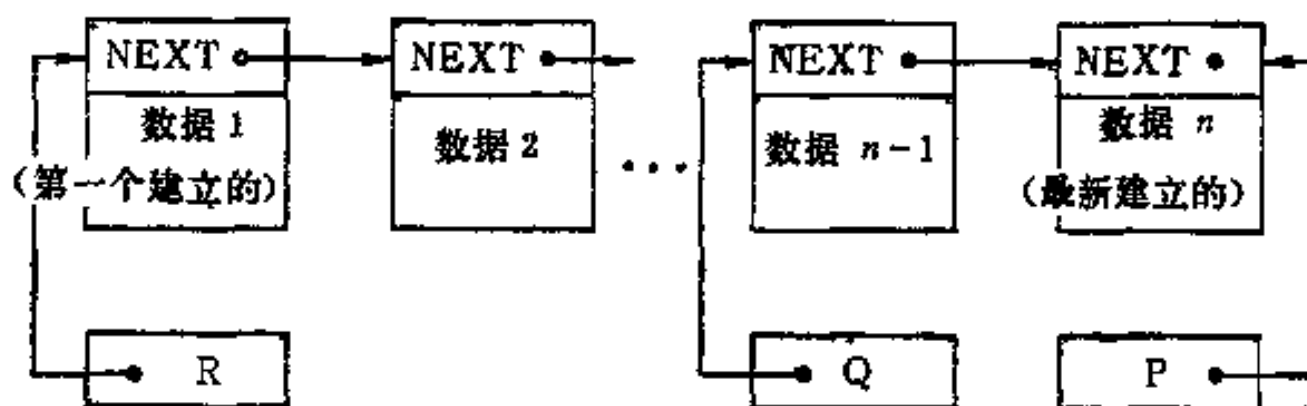 NEXT NEXT NEXT NEXT
数据 1 数据 2 ... 数据 n-1 数据 n
(第一个建立的) (最新建立的)
R Q P